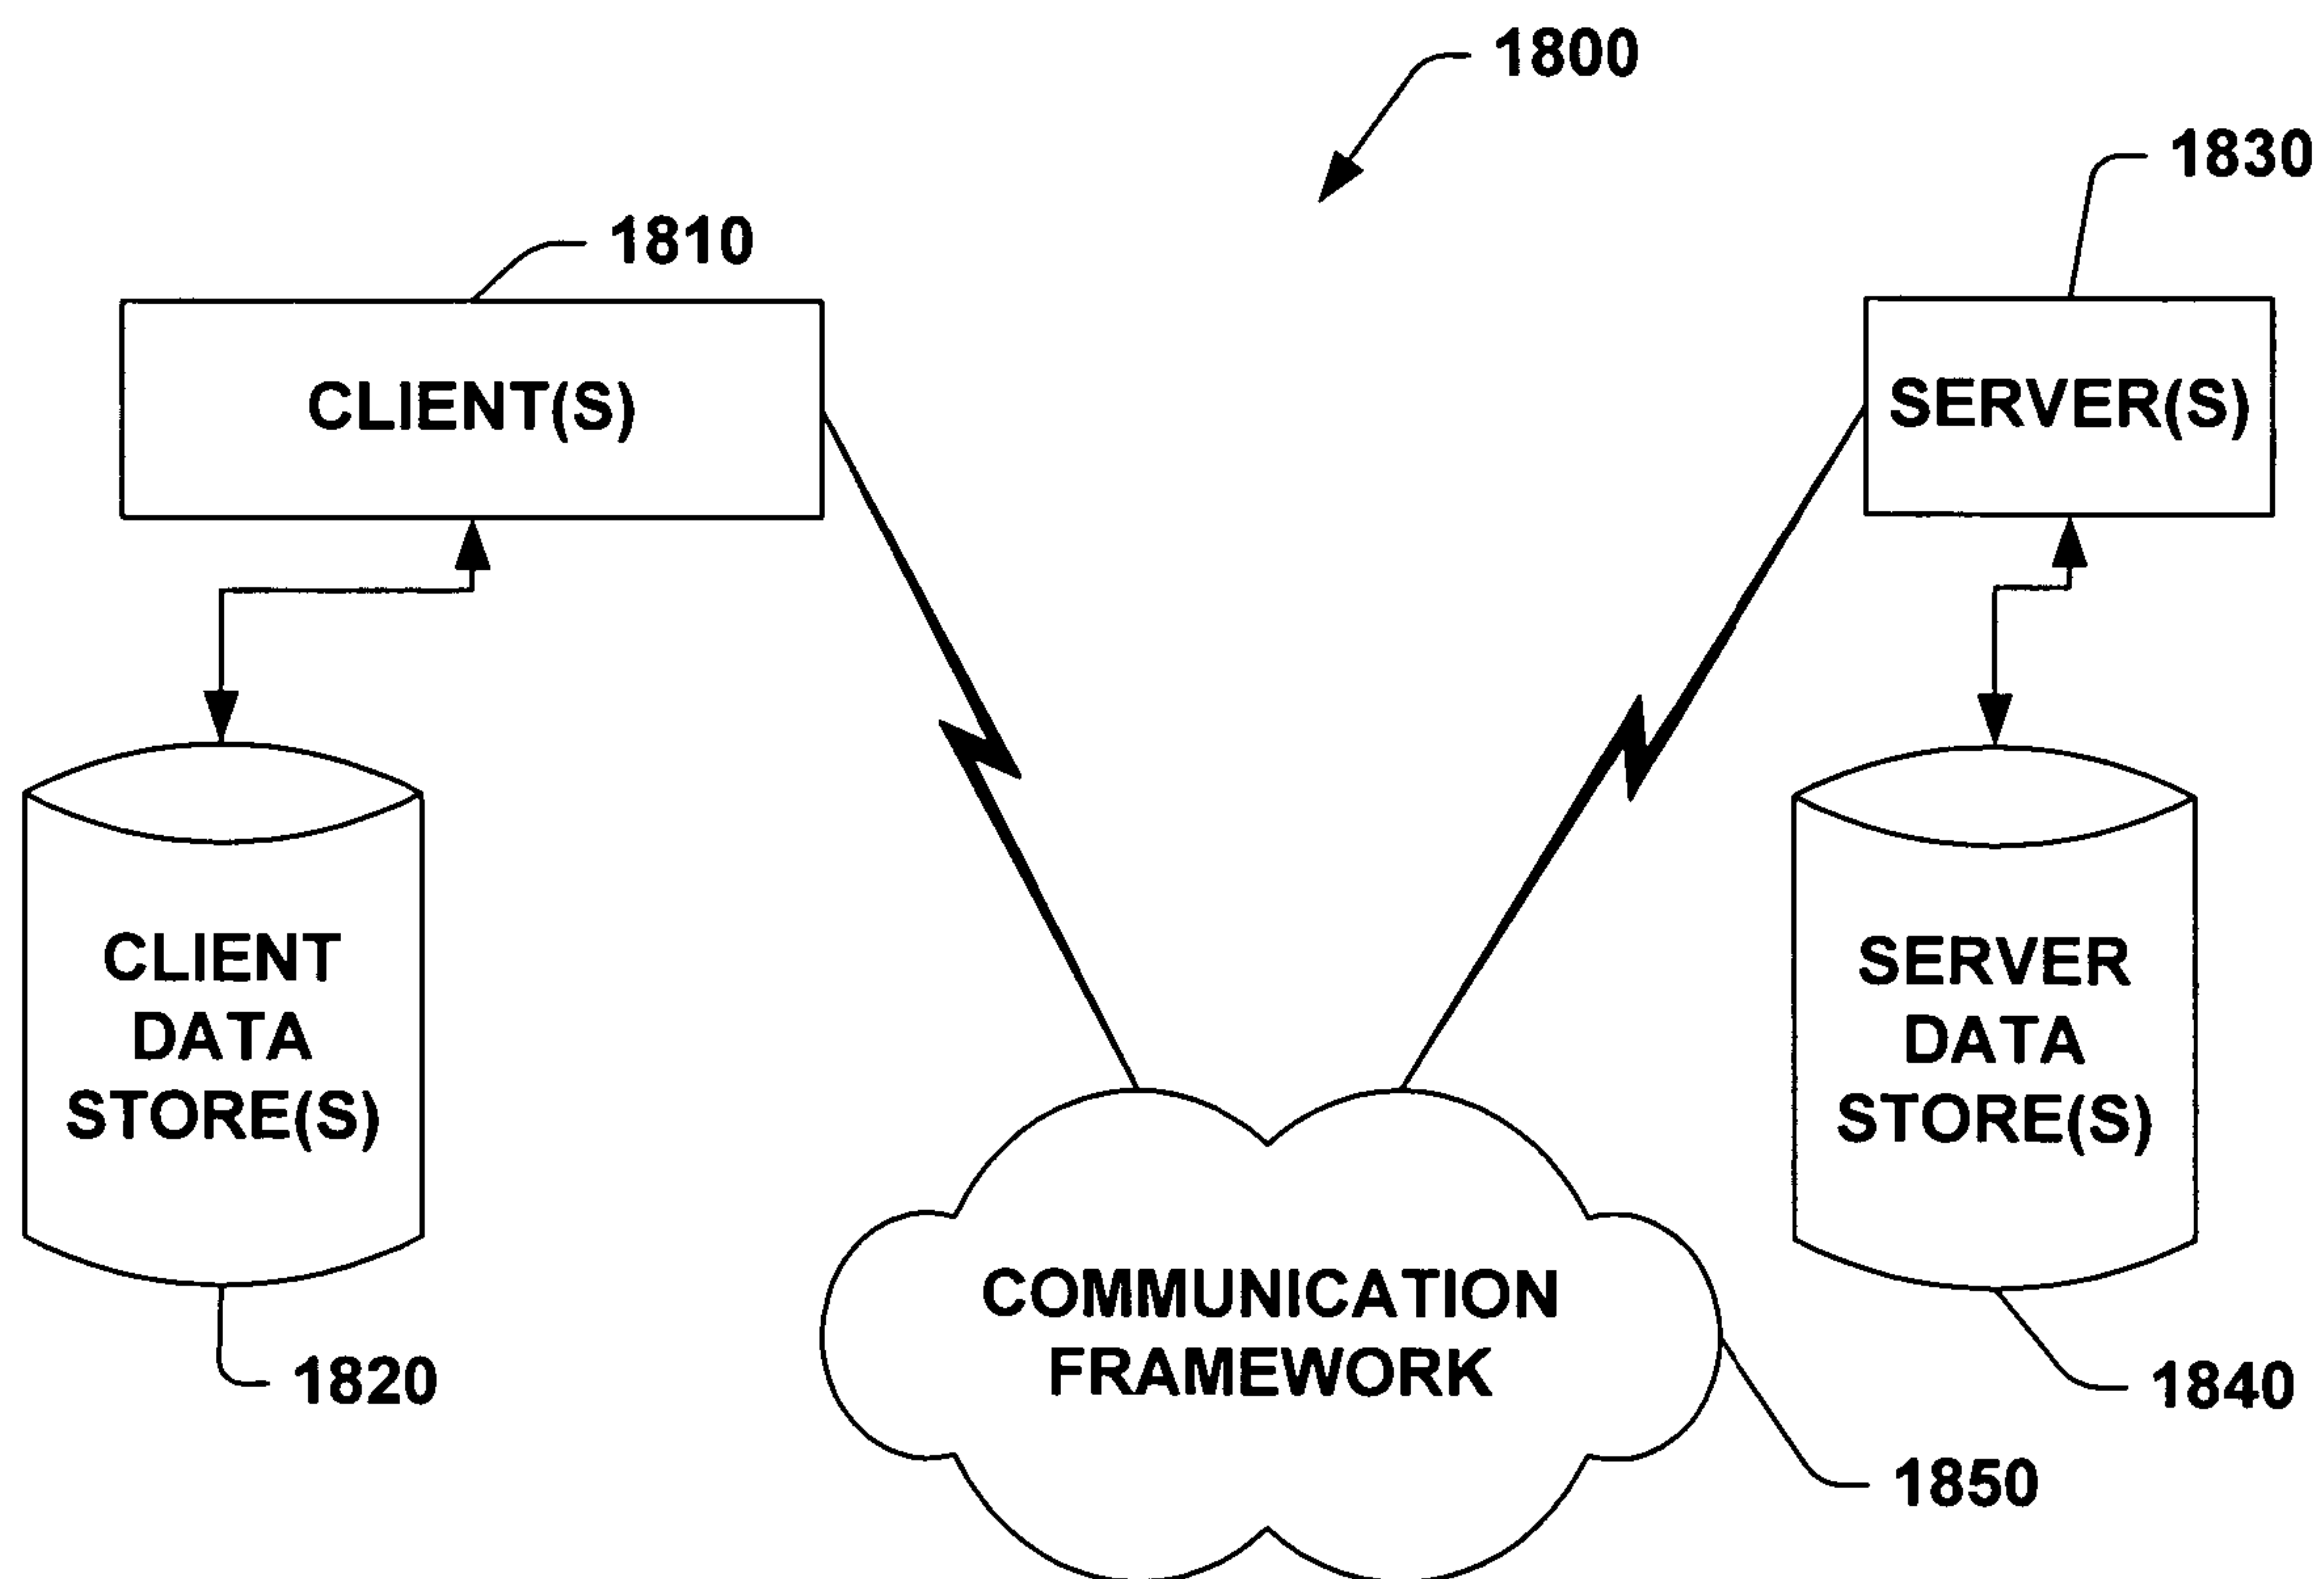 1800
1830
1810
CLIENT(S)
SERVER(S)
CLIENT
DATA
STORE(S)
SERVER
DATA
STORE(S)
COMMUNICATION
FRAMEWORK
1820
1840
1850